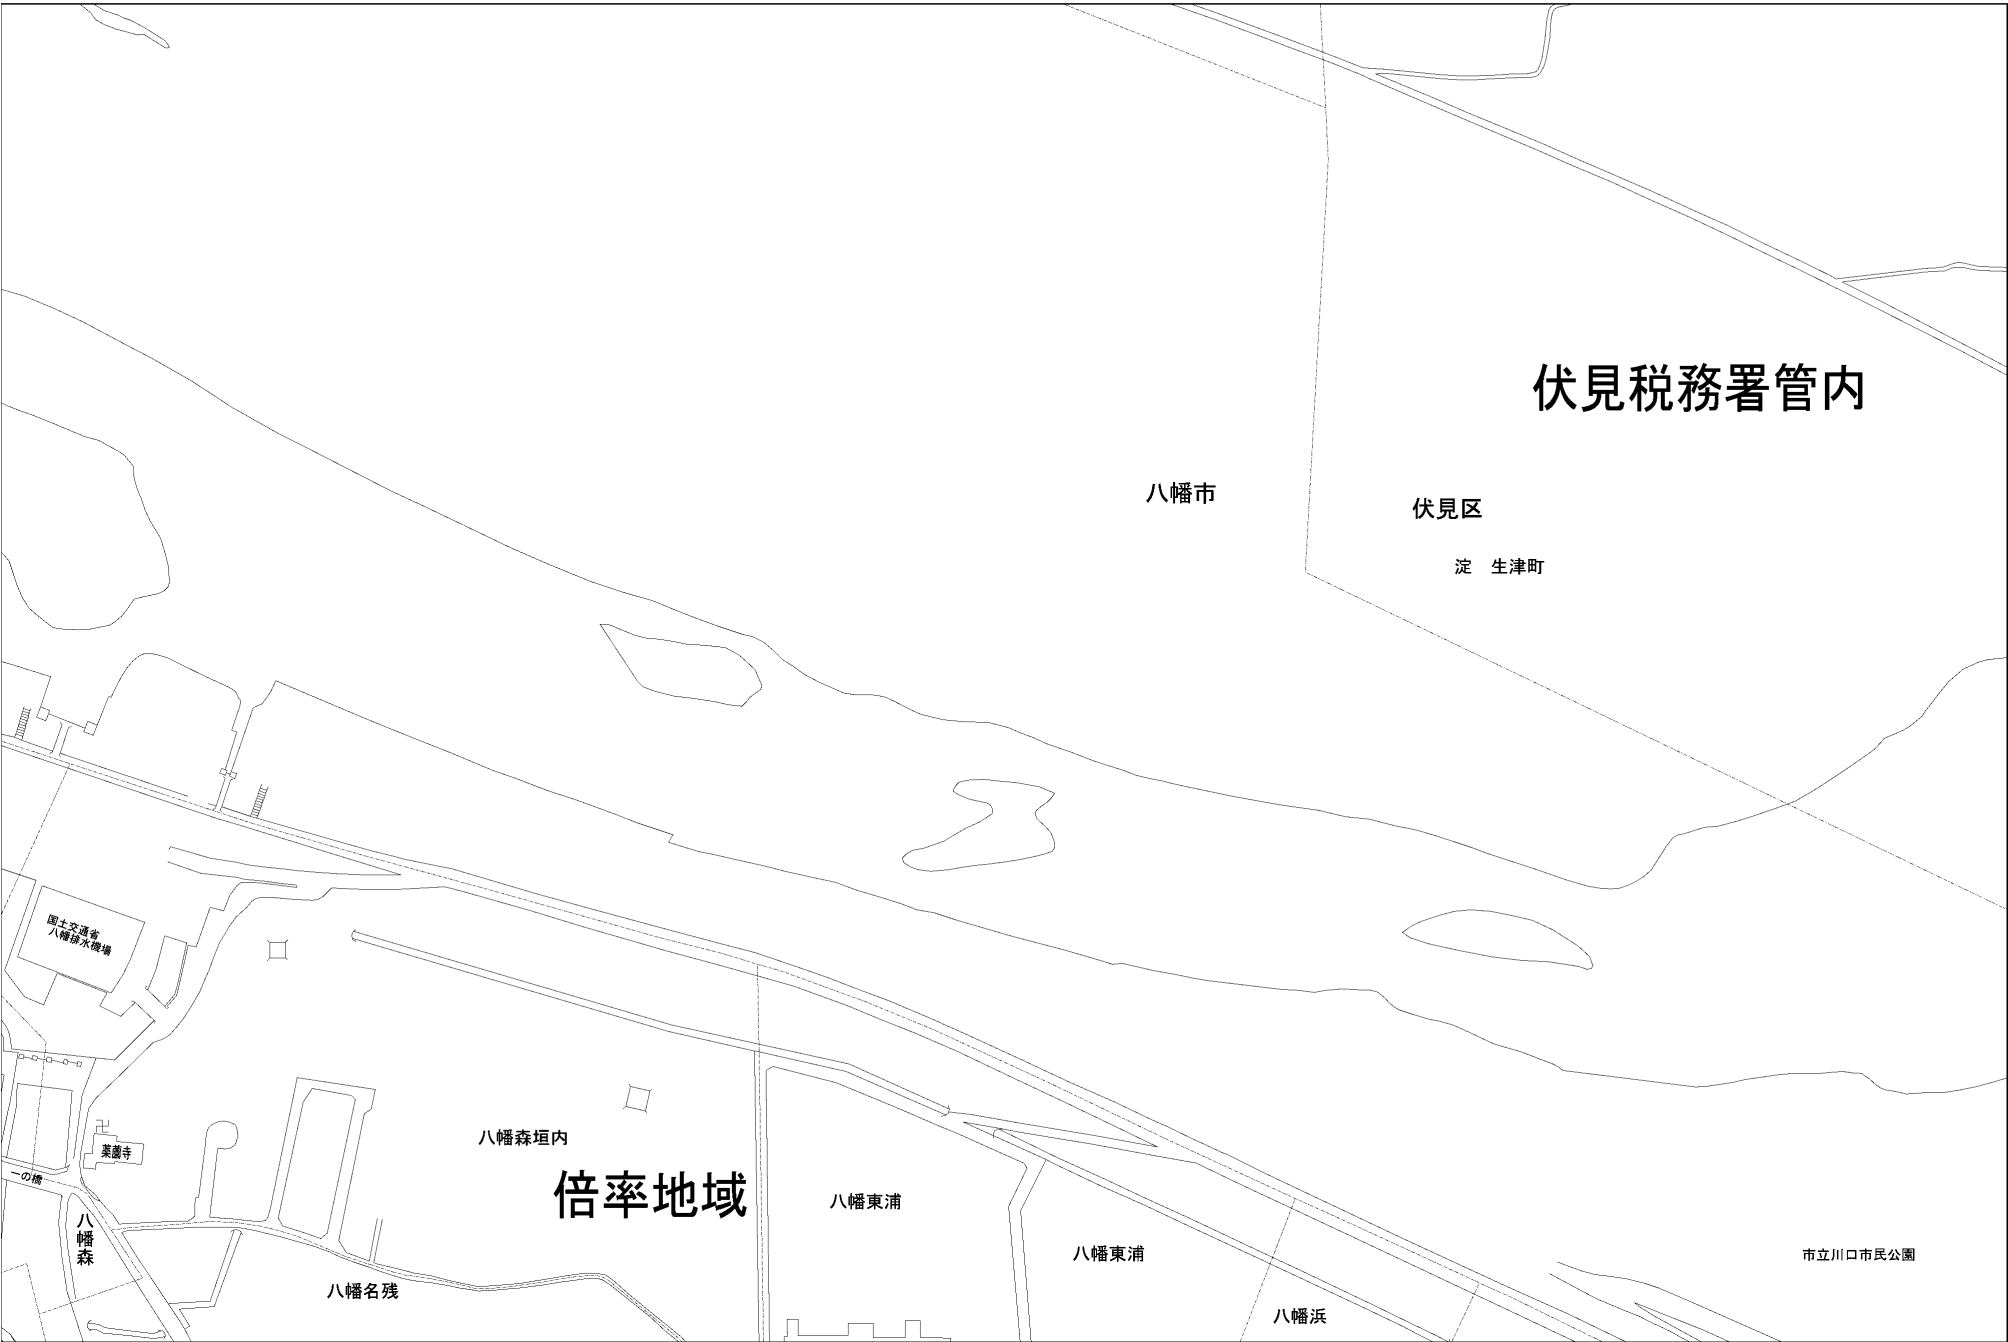 伏見税務署管内
八幡市
伏見区
淀　生津町
国土交通省
八幡排水機場
八幡森垣内
薬薗寺
一の橋
倍率地域
八幡東浦
八幡森
八幡東浦
市立川口市民公園
八幡名残
八幡浜